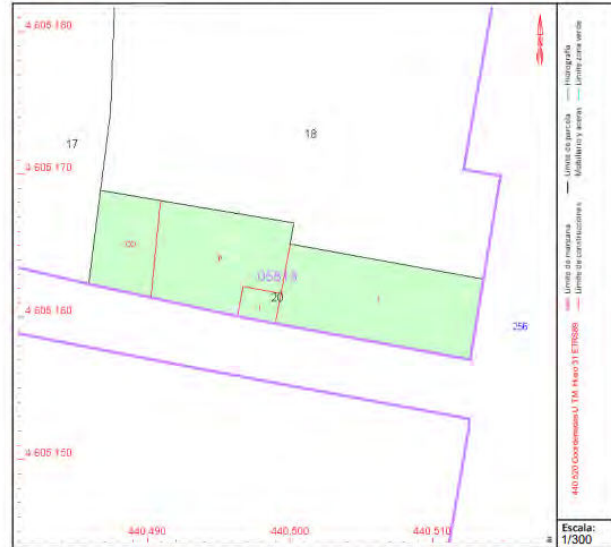 4.605.180
17
18
4.605.170
05818
20
I
I
4.605.160
256
4.605.150
440.490
440.500
440.510
440.520 Coordenadas U.T.M. Huso 31 ETRS89
Límite de manzana
Límite de parcela
Límite de construcciones
Mobiliario y aceras
Hidrografía
Límite zona verde
Escala:
1/300